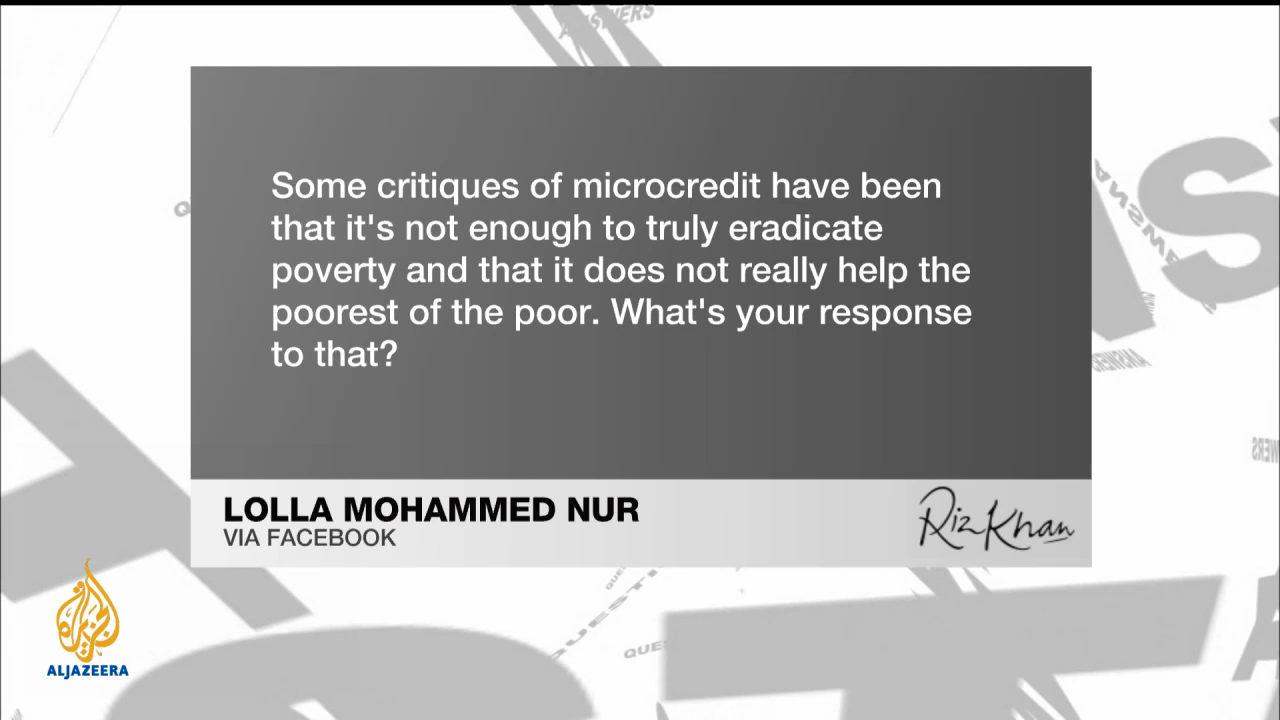 ANSWERS
Some critiques of microcredit have been
that it's not enough to truly eradicate
poverty and that it does not really help the
poorest of the poor. What's your response
to that?
LOLLA MOHAMMED NUR
VIA FACEBOOK
Riz Khan
ALJAZEERA